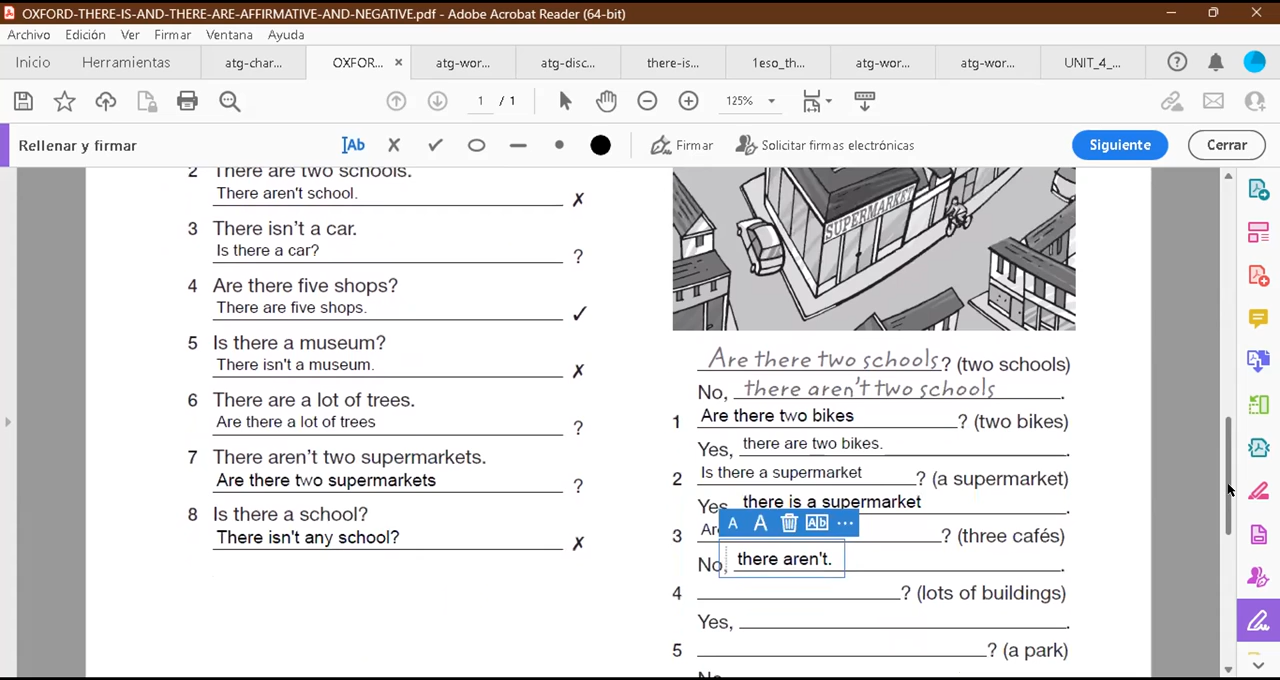 OXFORD-THERE-IS-AND-THERE-ARE-AFFIRMATIVE-AND-NEGATIVE.pdf - Adobe Acrobat Reader (64-bit)
Archivo Edición Ver Firmar Ventana Ayuda
Inicio Herramientas atg-char... OXFOR... × atg-wor... atg-disc... there-is... 1eso_th... atg-wor... atg-wor... UNIT_4_...
1 / 1 125%
Rellenar y firmar Ab Firmar Solicitar firmas electrónicas Siguiente Cerrar
2 There are two schools.
There aren't school. ✗
3 There isn't a car.
Is there a car? ?
4 Are there five shops?
There are five shops. ✓
5 Is there a museum?
There isn't a museum. ✗
6 There are a lot of trees.
Are there a lot of trees ?
7 There aren't two supermarkets.
Are there two supermarkets ?
8 Is there a school?
There isn't any school? ✗
SUPERMARKET
Are there two schools? (two schools)
No, there aren't two schools.
1 Are there two bikes? (two bikes)
Yes, there are two bikes.
2 Is there a supermarket? (a supermarket)
Yes there is a supermarket.
A A Ab ...
3 ? (three cafés)
No, there aren't.
4 ? (lots of buildings)
Yes, .
5 ? (a park)